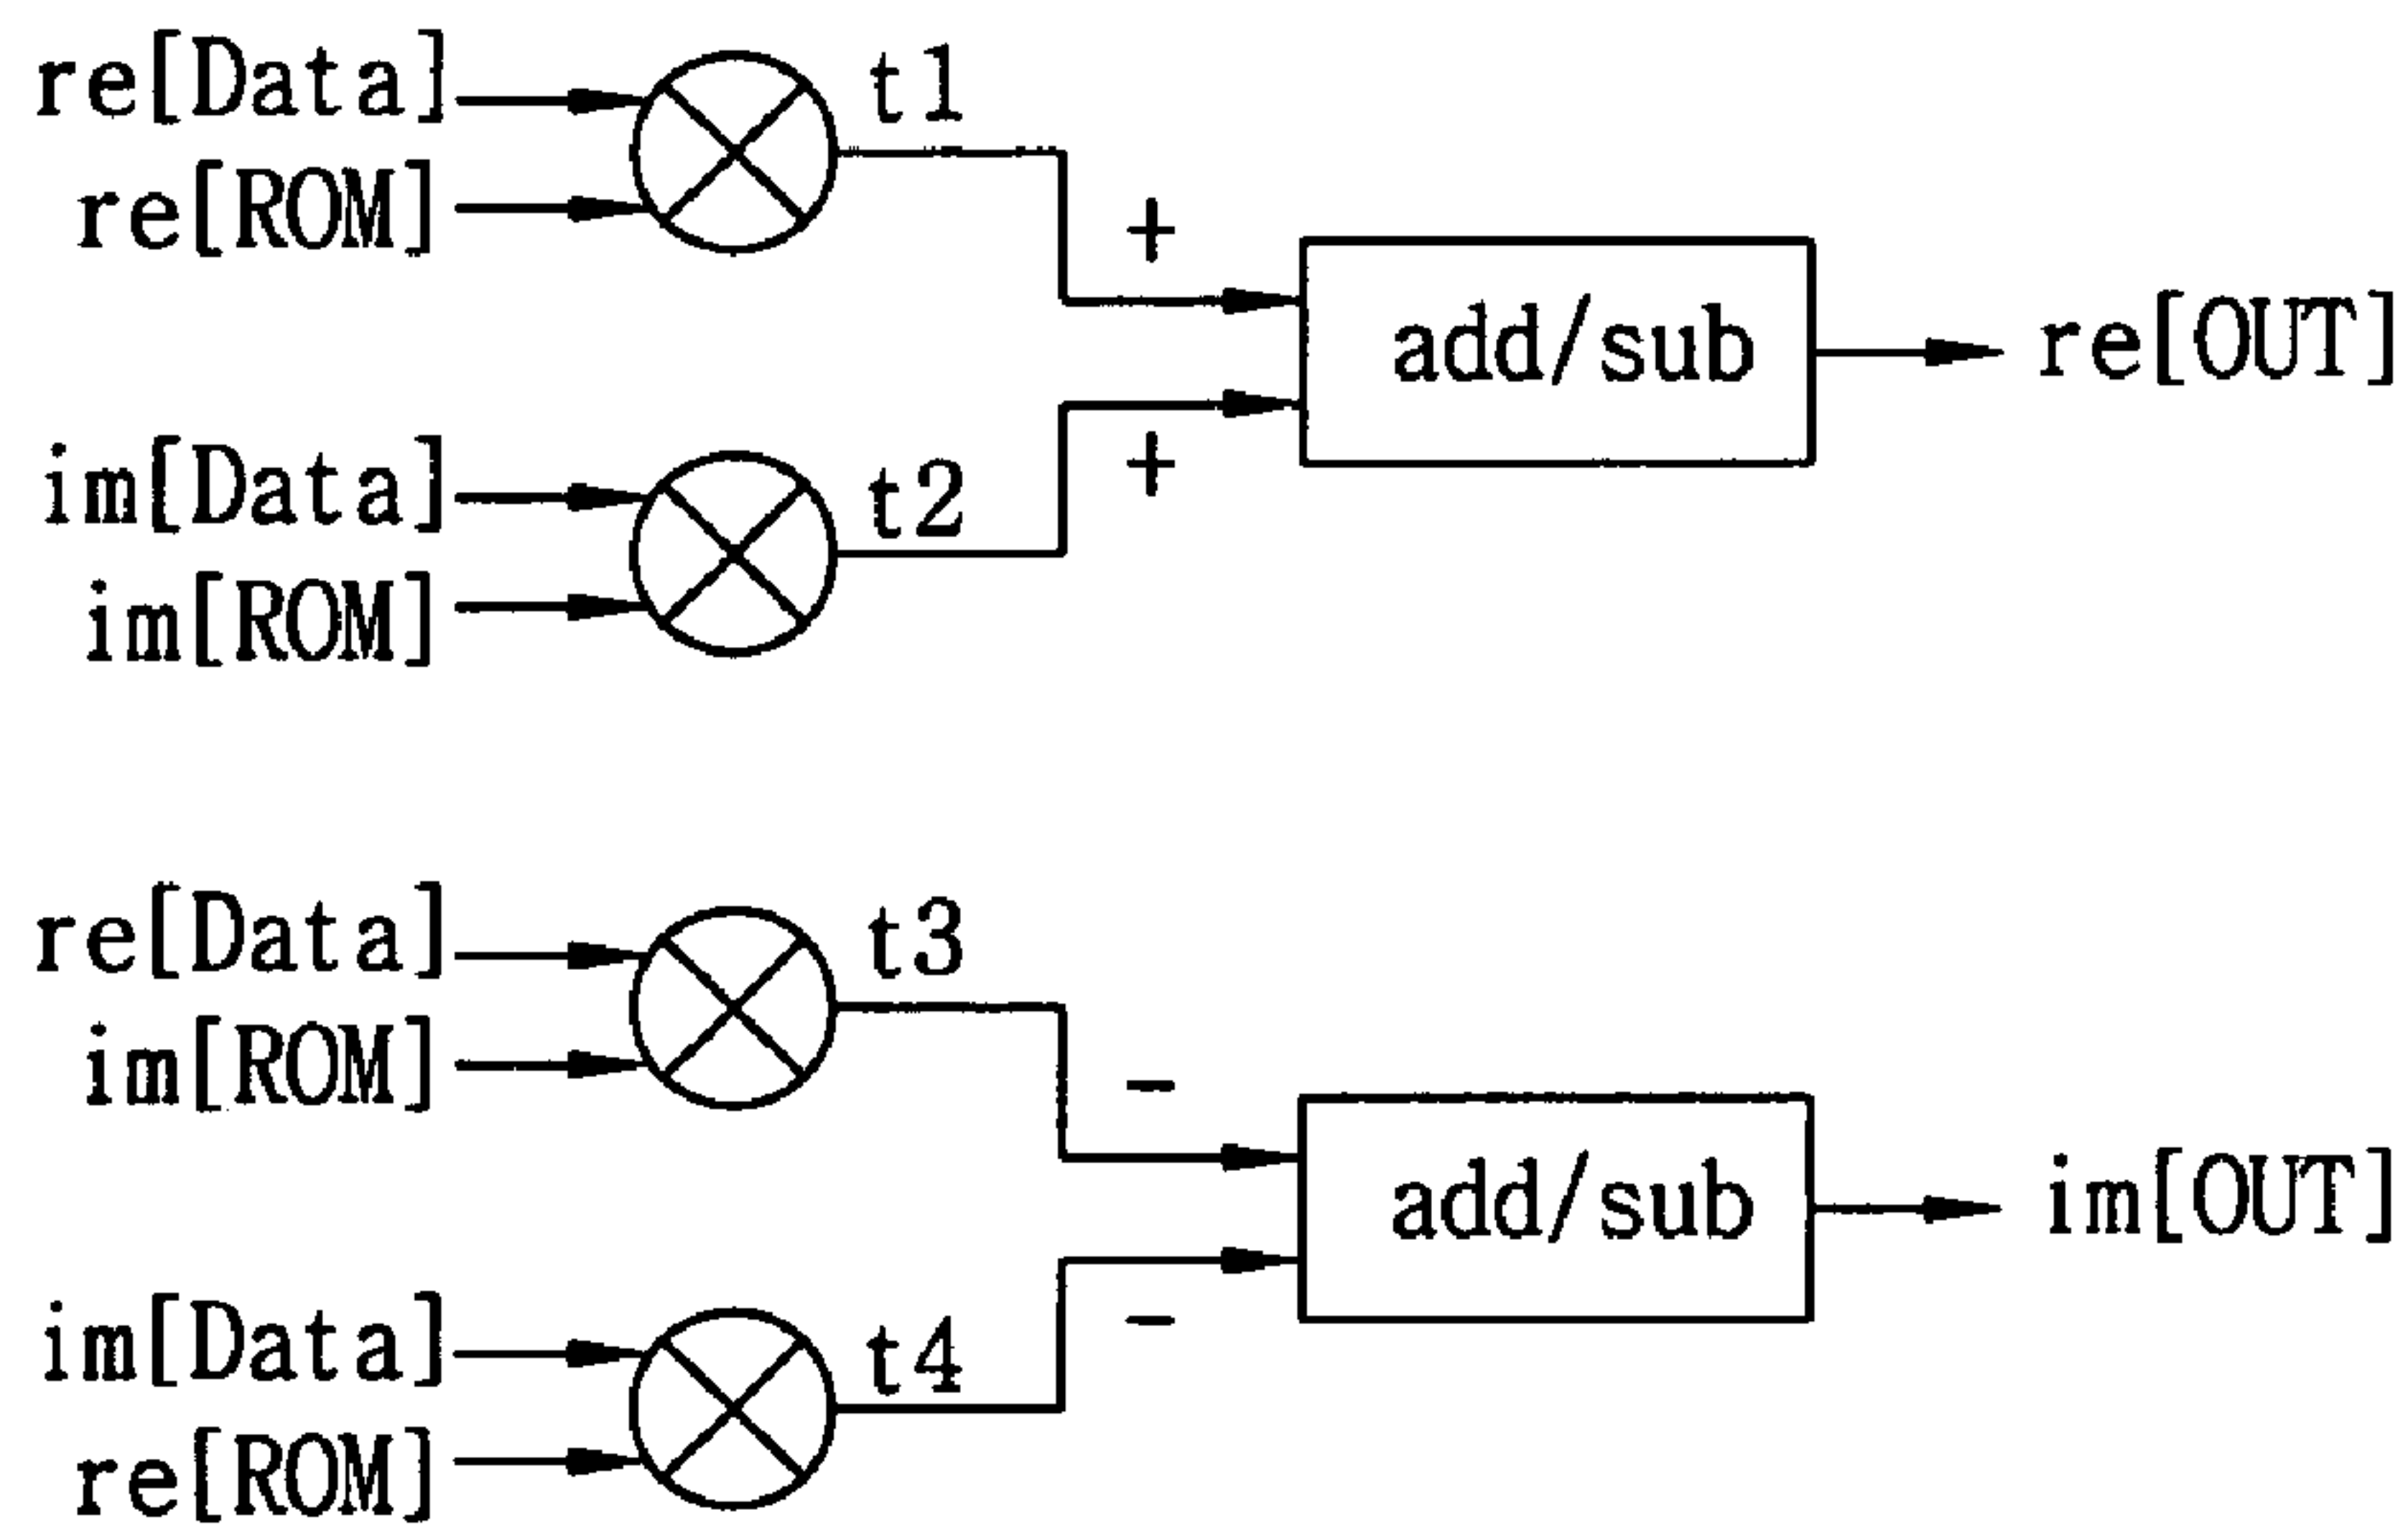 re[Data]
t1
re[ROM]
+
add/sub
re[OUT]
im[Data]
t2
+
im[ROM]
re[Data]
t3
im[ROM]
-
add/sub
im[OUT]
im[Data]
t4
-
re[ROM]